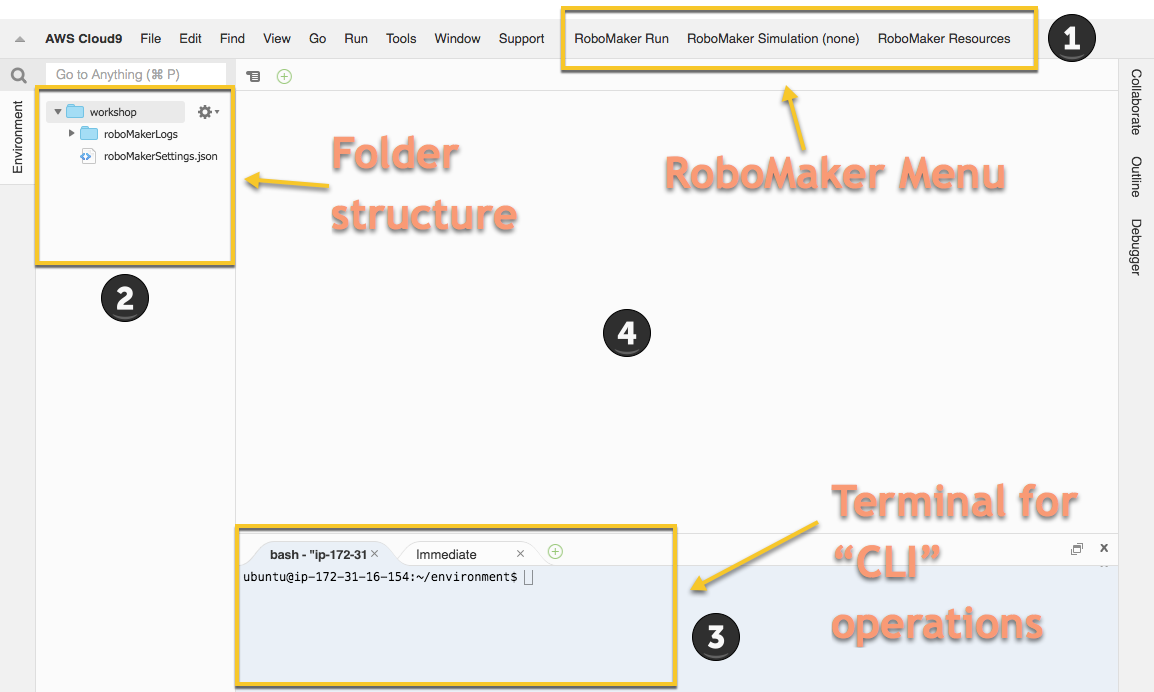 AWS Cloud9 File Edit Find View Go Run Tools Window Support RoboMaker Run RoboMaker Simulation (none) RoboMaker Resources 1
Go to Anything (⌘ P)
Environment
workshop
roboMakerLogs
roboMakerSettings.json
2
Folder
structure
RoboMaker Menu
4
Collaborate
Outline
Debugger
Terminal for
“CLI”
operations
bash - "ip-172-31 Immediate
ubuntu@ip-172-31-16-154:~/environment$
3